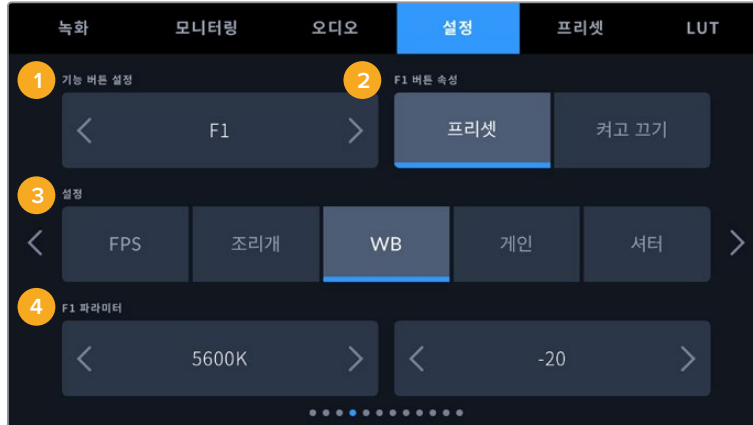 녹화 모니터링 오디오 설정 프리셋 LUT
1 기능 버튼 설정 2 F1 버튼 속성
F1 프리셋 켜고 끄기
3 설정
FPS 조리개 WB 게인 셔터
4 F1 파라미터
5600K -20